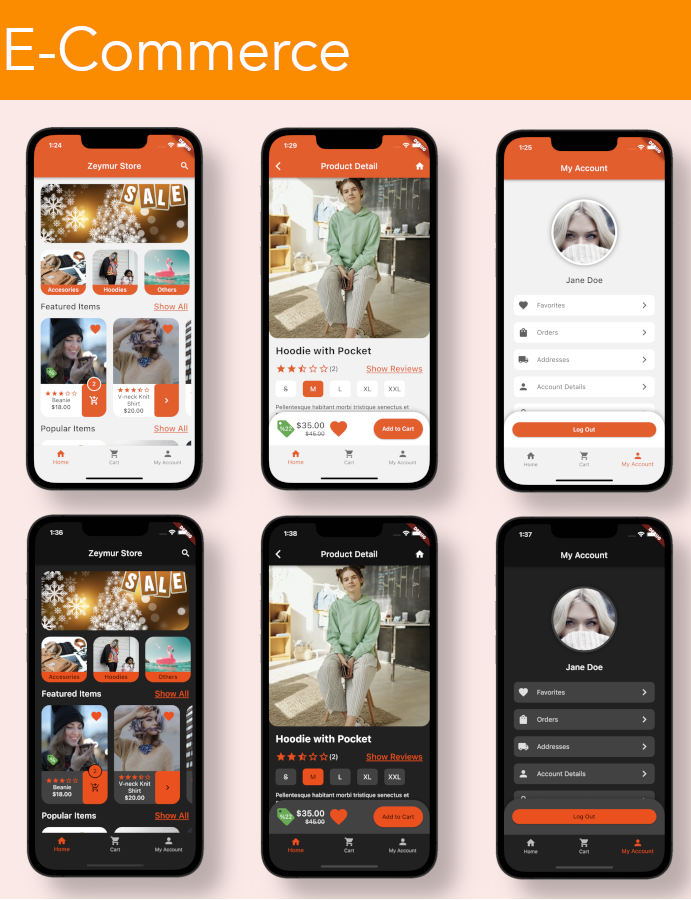 E-Commerce
1:24
Zeymur Store
SALE
Accesories
Hoodies
Others
Featured Items
Show All
2
Beanie
$18.00
V-neck Knit
Shirt
$20.00
Popular Items
Show All
Home
Cart
My Account
1:29
Product Detail
Hoodie with Pocket
(2)
Show Reviews
S
M
L
XL
XXL
Pellentesque habitant morbi tristique senectus et
%22
$35.00
$45.00
Add to Cart
Home
Cart
My Account
1:25
My Account
Jane Doe
Favorites
Orders
Addresses
Account Details
Log Out
Home
Cart
My Account
1:36
Zeymur Store
SALE
Accesories
Hoodies
Others
Featured Items
Show All
2
Beanie
$18.00
V-neck Knit
Shirt
$20.00
Popular Items
Show All
Home
Cart
My Account
1:38
Product Detail
Hoodie with Pocket
(2)
Show Reviews
S
M
L
XL
XXL
Pellentesque habitant morbi tristique senectus et
%22
$35.00
$45.00
Add to Cart
Home
Cart
My Account
1:37
My Account
Jane Doe
Favorites
Orders
Addresses
Account Details
Log Out
Home
Cart
My Account